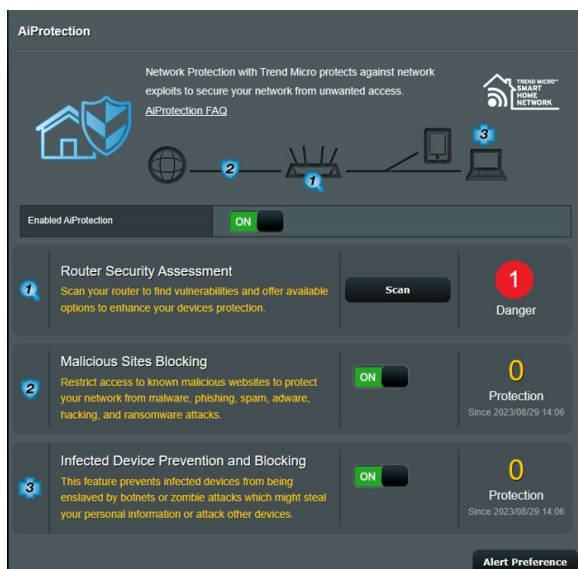 AiProtection
Network Protection with Trend Micro protects against network
exploits to secure your network from unwanted access.
AiProtection FAQ
TREND MICRO™
SMART
HOME
NETWORK
3
2
1
Enabled AiProtection
ON
1
Router Security Assessment
Scan your router to find vulnerabilities and offer available
options to enhance your devices protection.
Scan
1
Danger
2
Malicious Sites Blocking
Restrict access to known malicious websites to protect
your network from malware, phishing, spam, adware,
hacking, and ransomware attacks.
ON
0
Protection
Since 2023/08/29 14:06
3
Infected Device Prevention and Blocking
This feature prevents infected devices from being
enslaved by botnets or zombie attacks which might steal
your personal information or attack other devices.
ON
0
Protection
Since 2023/08/29 14:06
Alert Preference